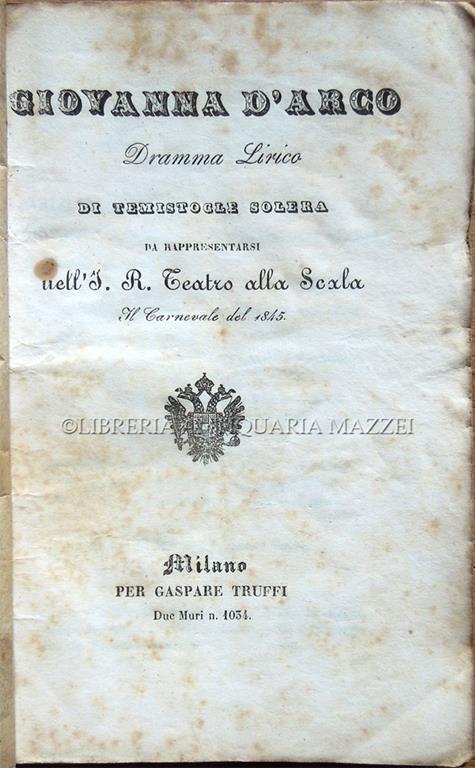 GIOVANNA D'ARCO
Dramma Lirico
DI TEMISTOCLE SOLERA
DA RAPPRESENTARSI
nell'I. R. Teatro alla Scala
Il Carnevale del 1845.
©LIBRERIA ANTIQUARIA MAZZEI
Milano
PER GASPARE TRUFFI
Due Muri n. 1034.